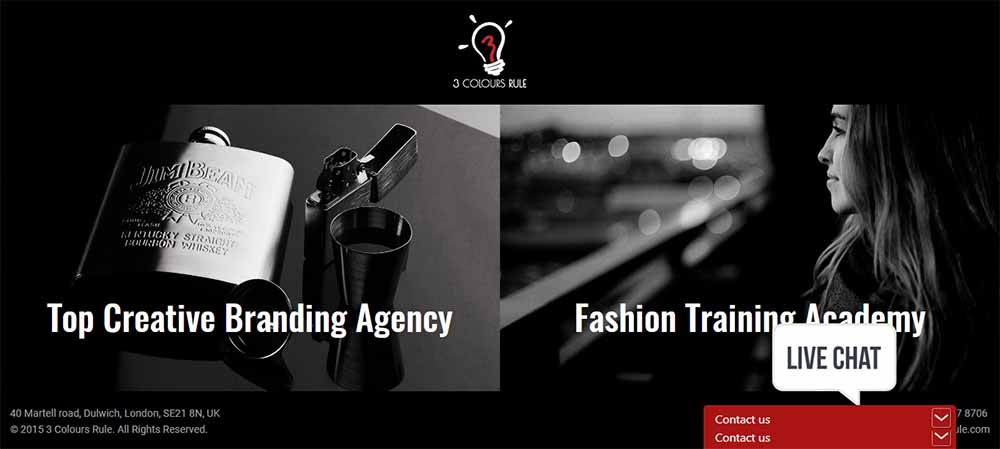 3
3 COLOURS RULE
JIM BEAM
KENTUCKY STRAIGHT
BOURBON WHISKEY
Top Creative Branding Agency
Fashion Training Academy
LIVE CHAT
40 Martell road, Dulwich, London, SE21 8N, UK
7 8706
© 2015 3 Colours Rule. All Rights Reserved.
ule.com
Contact us
Contact us